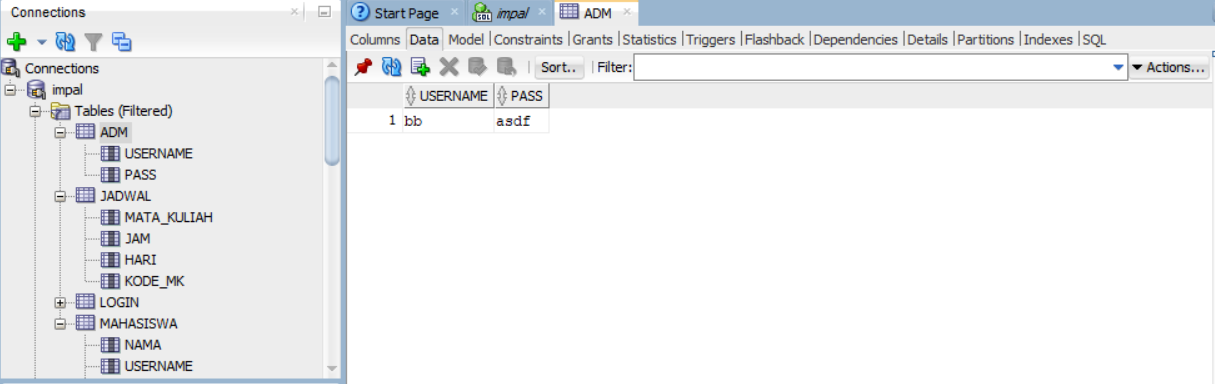 Connections
Connections
impal
Tables (Filtered)
ADM
USERNAME
PASS
JADWAL
MATA_KULIAH
JAM
HARI
KODE_MK
LOGIN
MAHASISWA
NAMA
USERNAME
Start Page impal ADM
Columns Data Model Constraints Grants Statistics Triggers Flashback Dependencies Details Partitions Indexes SQL
Sort.. Filter: Actions...
USERNAME PASS
1 bb asdf